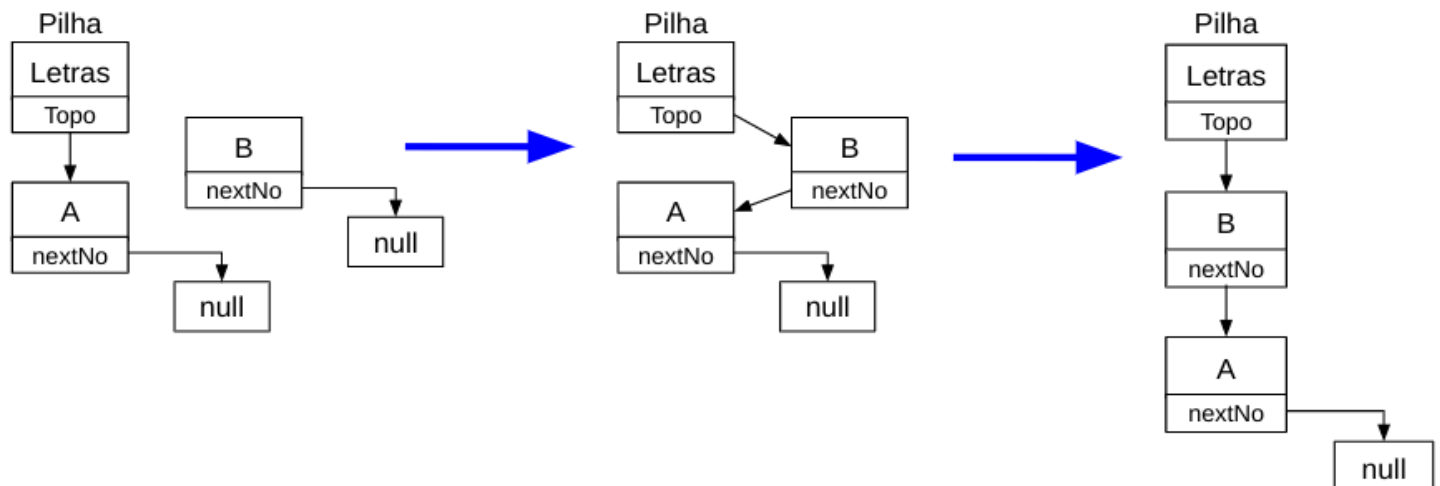 Pilha
Letras
Topo
B
nextNo
null
A
nextNo
null
Pilha
Letras
Topo
B
nextNo
A
nextNo
null
Pilha
Letras
Topo
B
nextNo
A
nextNo
null